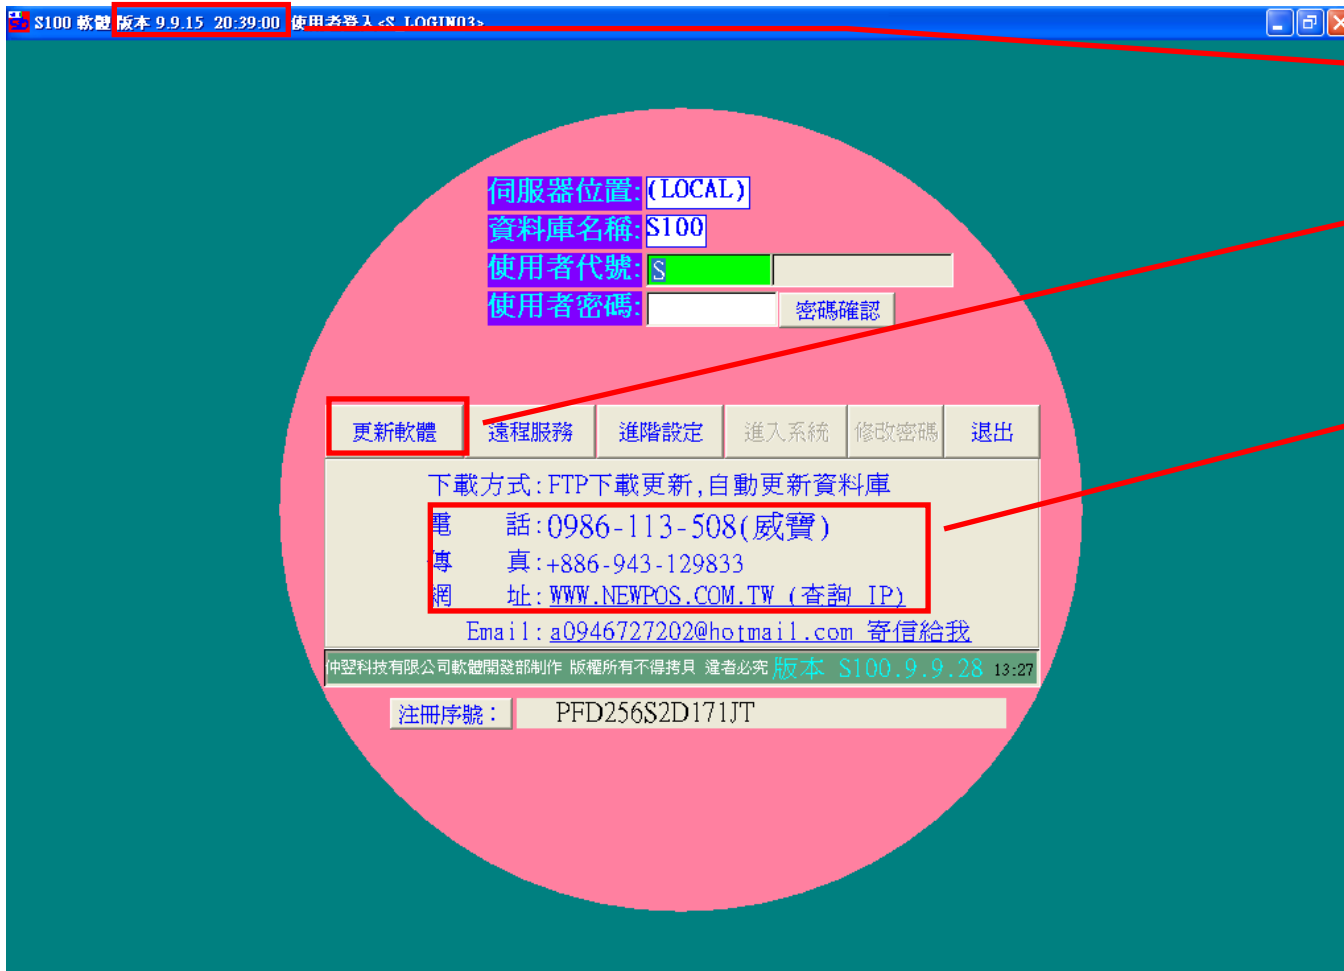 S100 軟體 版本 9.9.15 20:39:00 使用者登入<S_LOGIN03>
伺服器位置:(LOCAL)
資料庫名稱:S100
使用者代號:S
使用者密碼: 密碼確認
更新軟體 遠程服務 進階設定 進入系統 修改密碼 退出
下載方式:FTP下載更新,自動更新資料庫
電 話:0986-113-508(威寶)
傳 真:+886-943-129833
網 址:WWW.NEWPOS.COM.TW (查詢 IP)
Email:a0946727202@hotmail.com 寄信給我
仲翌科技有限公司軟體開發部制作 版權所有不得拷貝 違者必究 版本 S100.9.9.28 13:27
注冊序號: PFD256S2D171JT